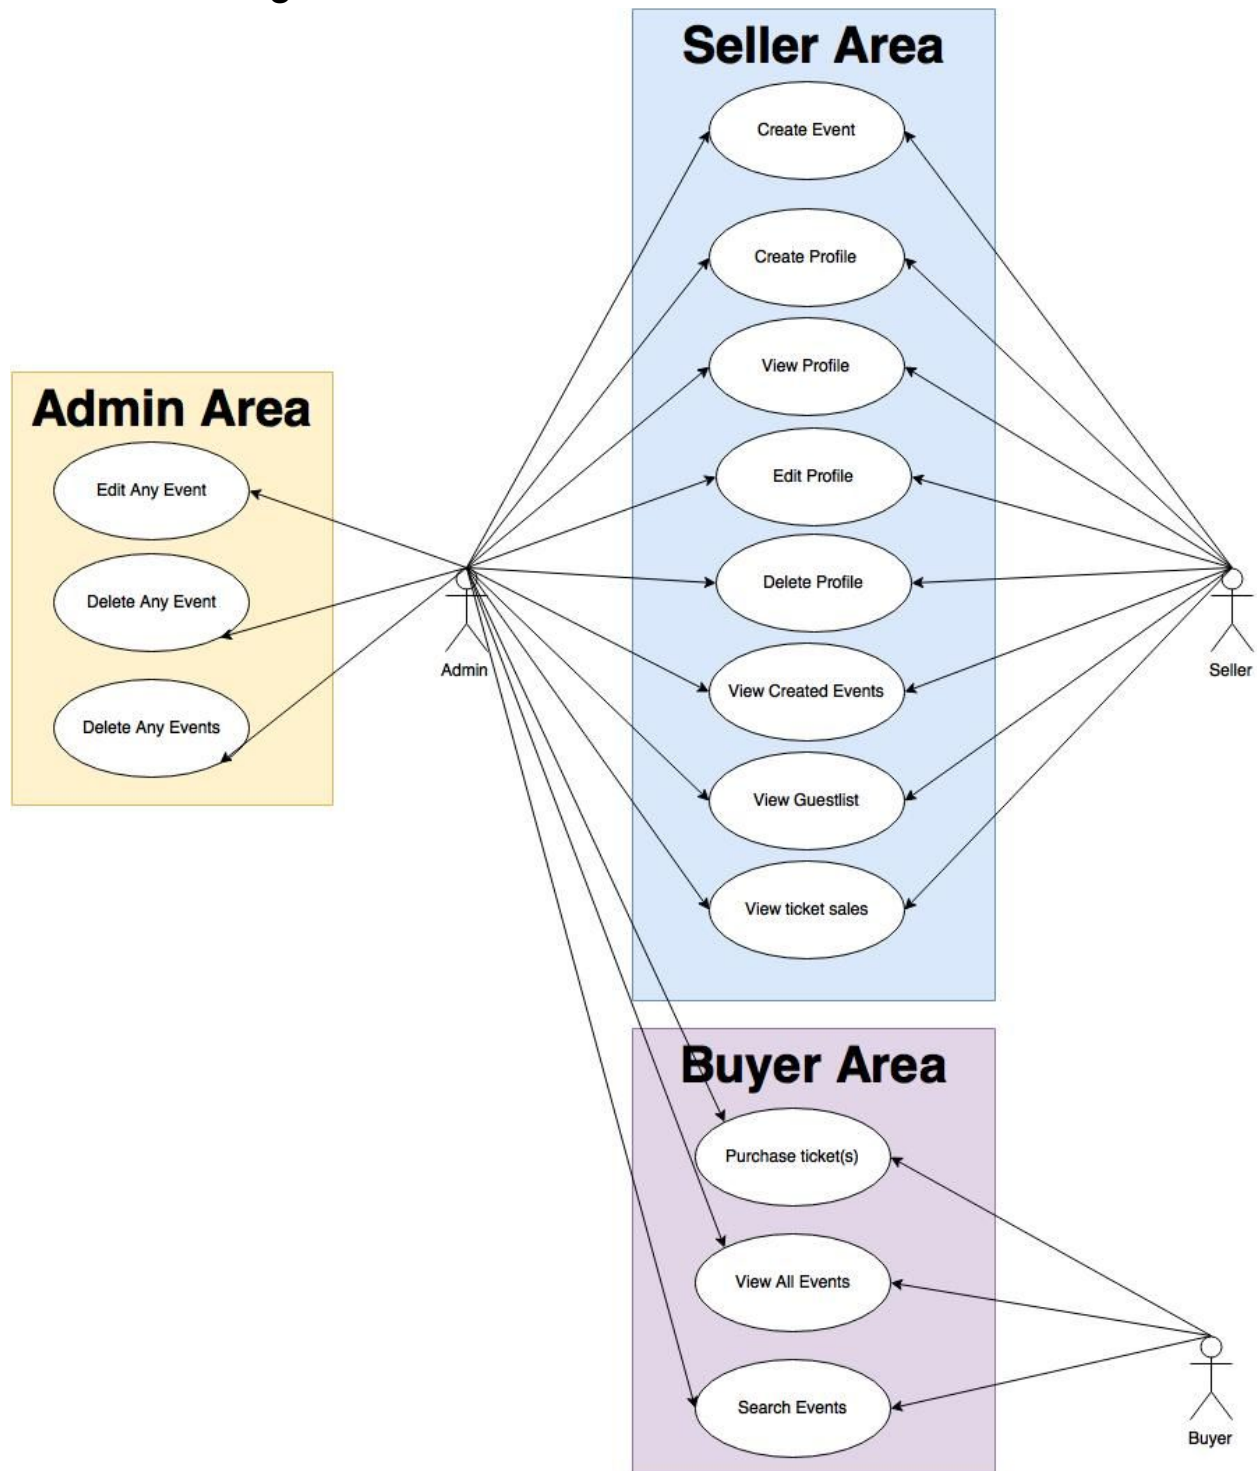 Seller Area
Create Event
Create Profile
View Profile
Edit Profile
Delete Profile
View Created Events
View Guestlist
View ticket sales
Admin Area
Edit Any Event
Delete Any Event
Delete Any Events
Admin
Seller
Buyer Area
Purchase ticket(s)
View All Events
Search Events
Buyer